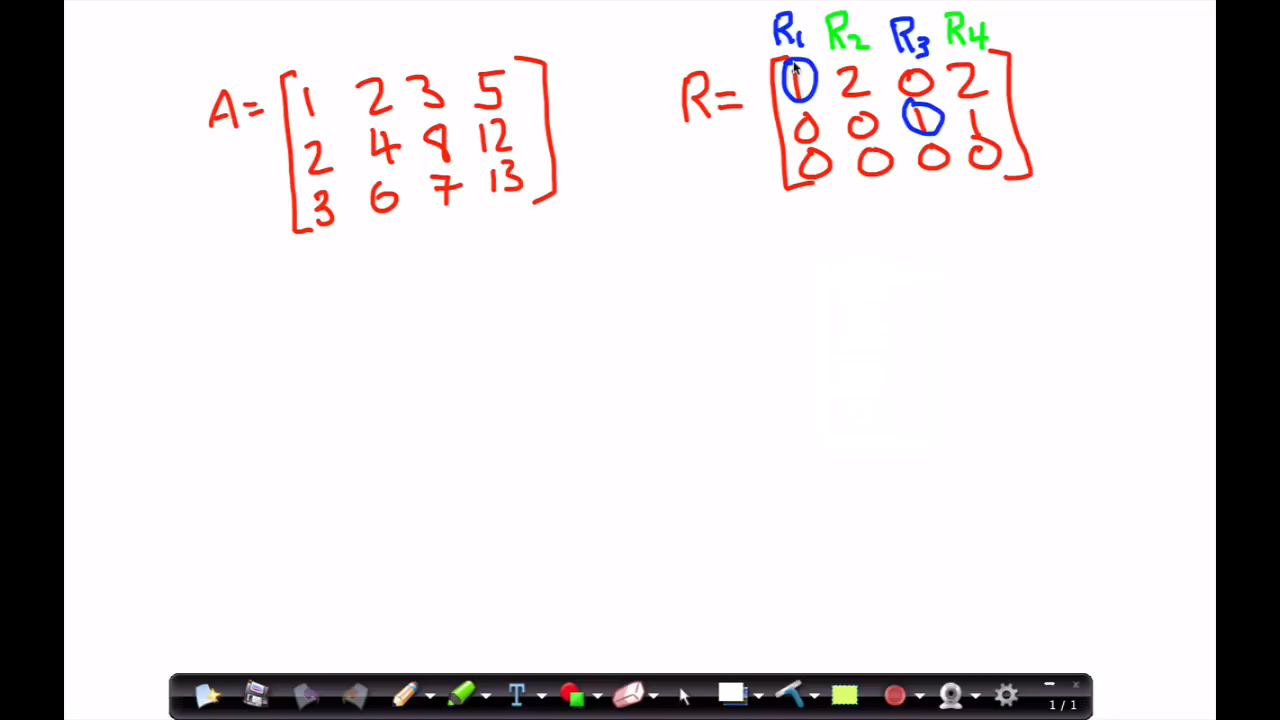 R1 R2 R3 R4
A= [1 2 3 5 R= [1 2 0 2
2 4 8 12 0 0 1 1
3 6 7 13] 0 0 0 0]
T
1 / 1